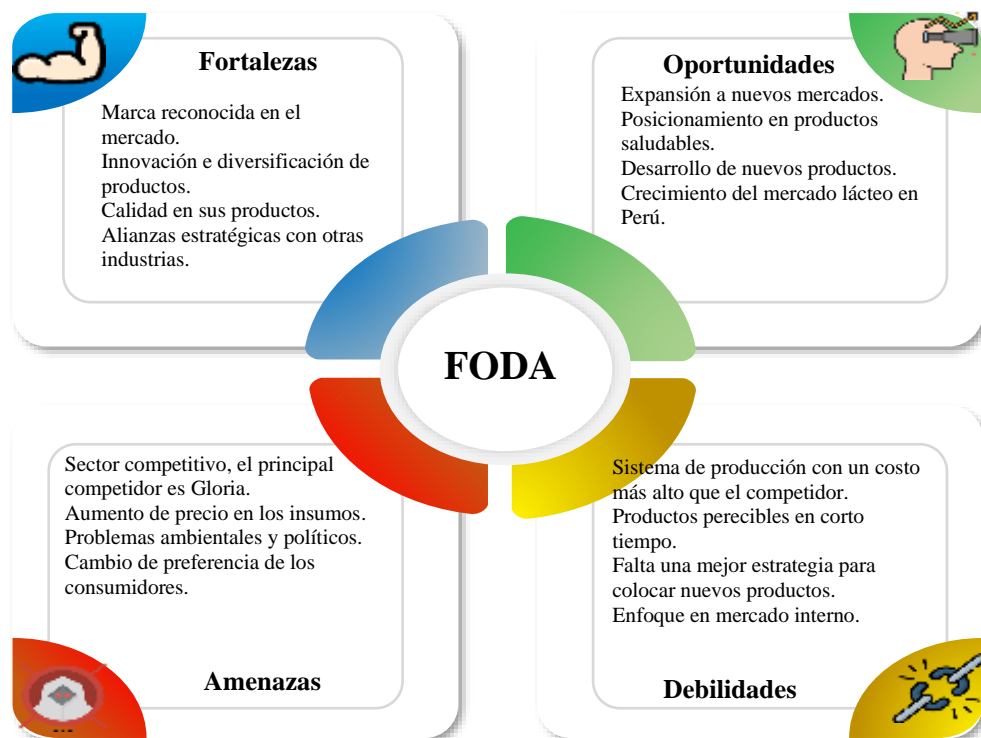 Fortalezas
Marca reconocida en el
mercado.
Innovación e diversificación de
productos.
Calidad en sus productos.
Alianzas estratégicas con otras
industrias.
Oportunidades
Expansión a nuevos mercados.
Posicionamiento en productos
saludables.
Desarrollo de nuevos productos.
Crecimiento del mercado lácteo en
Perú.
FODA
Sector competitivo, el principal
competidor es Gloria.
Aumento de precio en los insumos.
Problemas ambientales y políticos.
Cambio de preferencia de los
consumidores.
Amenazas
Sistema de producción con un costo
más alto que el competidor.
Productos perecibles en corto
tiempo.
Falta una mejor estrategia para
colocar nuevos productos.
Enfoque en mercado interno.
Debilidades